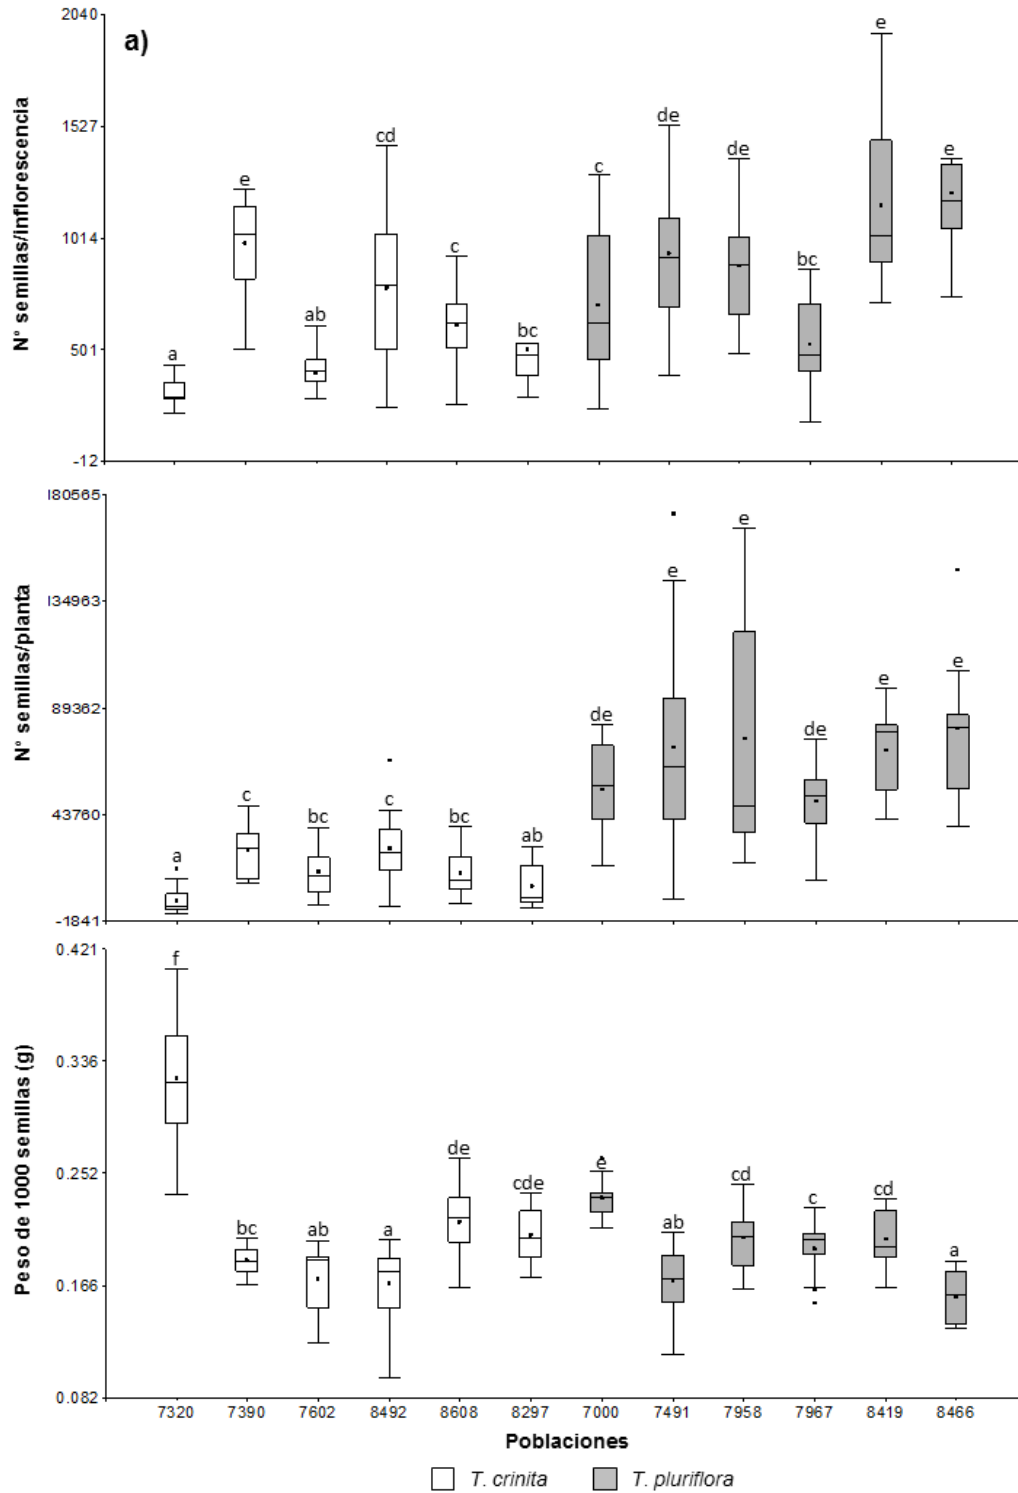 a)
N° semillas/inflorescencia
2040
1527
1014
501
-12
a
e
ab
cd
c
bc
c
de
de
bc
e
e
N° semillas/planta
180565
134963
89362
43760
-1841
a
c
bc
c
bc
ab
de
e
e
de
e
e
Peso de 1000 semillas (g)
0.421
0.336
0.252
0.166
0.082
f
bc
ab
a
de
cde
e
ab
cd
c
cd
a
7320 7390 7602 8492 8608 8297 7000 7491 7958 7967 8419 8466
Poblaciones
T. crinita T. pluriflora